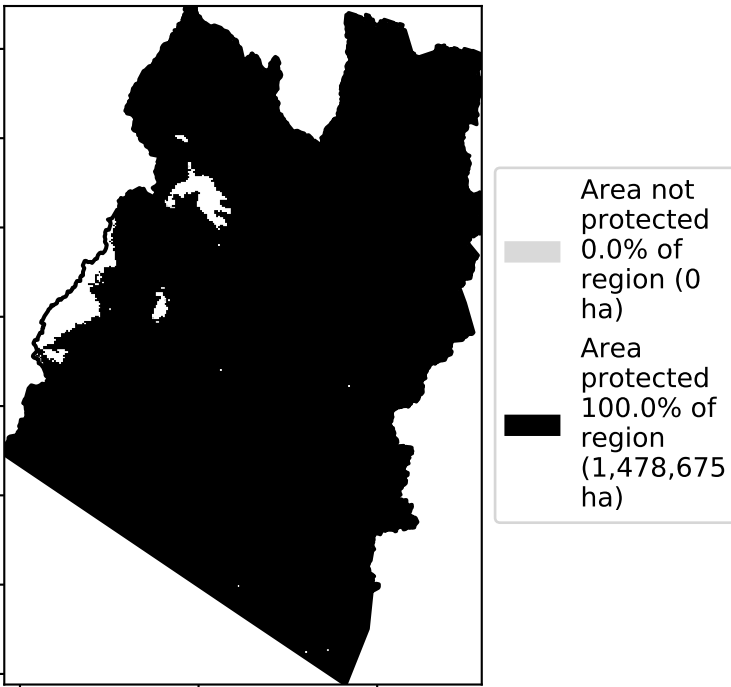 Area not
protected
0.0% of
region (0
ha)
Area
protected
100.0% of
region
(1,478,675
ha)